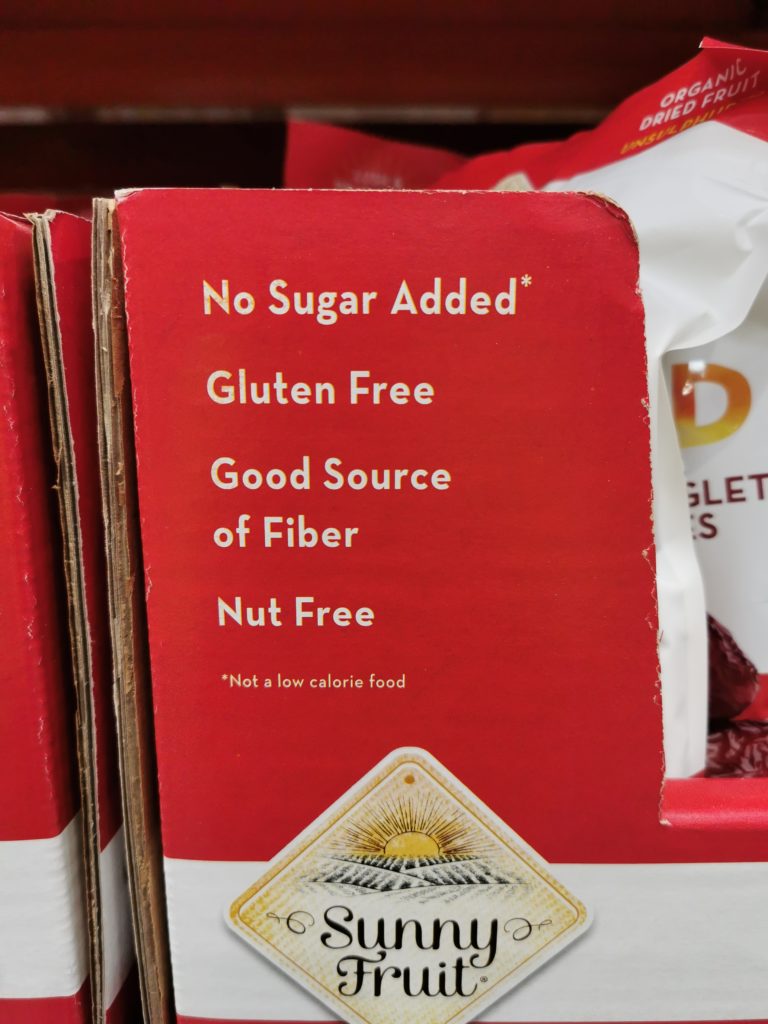 ORGANIC
DRIED FRUIT
No Sugar Added*
Gluten Free
Good Source
of Fiber
Nut Free
*Not a low calorie food
Sunny
Fruit®